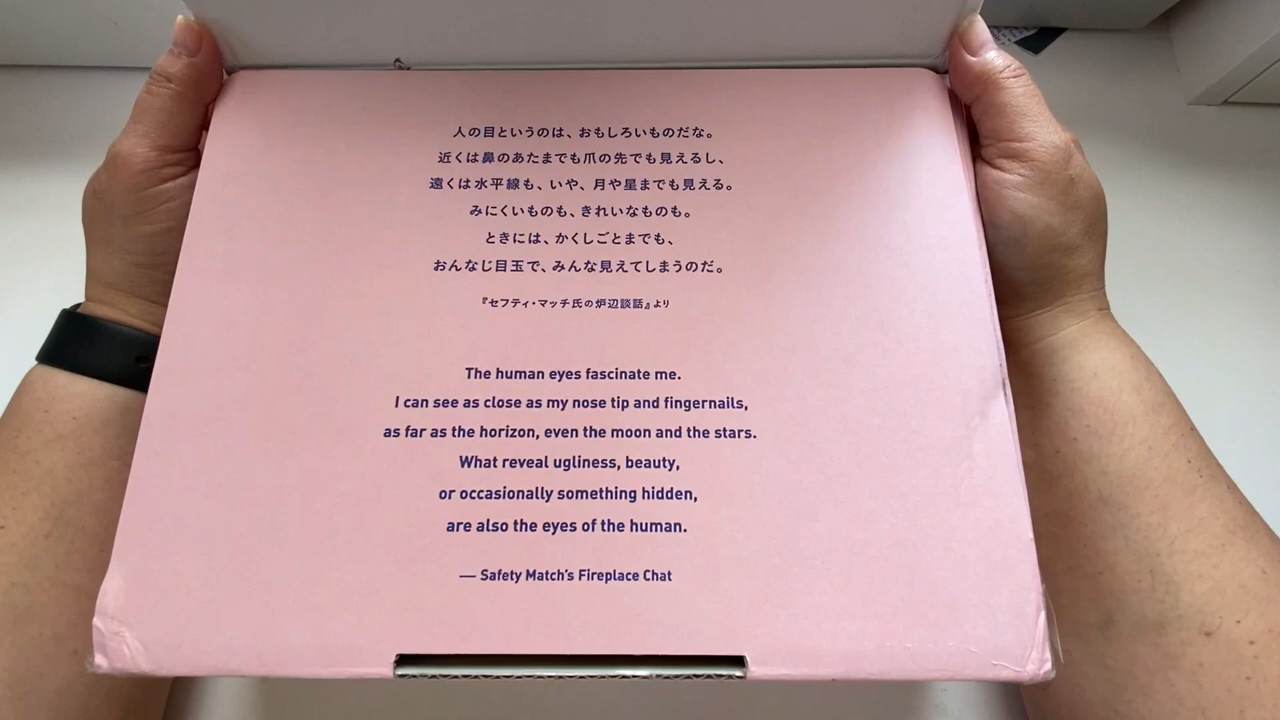 人の目というのは、おもしろいものだな。
近くは鼻のあたまでも爪の先でも見えるし、
遠くは水平線も、いや、月や星までも見える。
みにくいものも、きれいなものも。
ときには、かくしごとまでも、
おんなじ目玉で、みんな見えてしまうのだ。
『セフティ・マッチ氏の炉辺談話』より
The human eyes fascinate me.
I can see as close as my nose tip and fingernails,
as far as the horizon, even the moon and the stars.
What reveal ugliness, beauty,
or occasionally something hidden,
are also the eyes of the human.
— Safety Match's Fireplace Chat